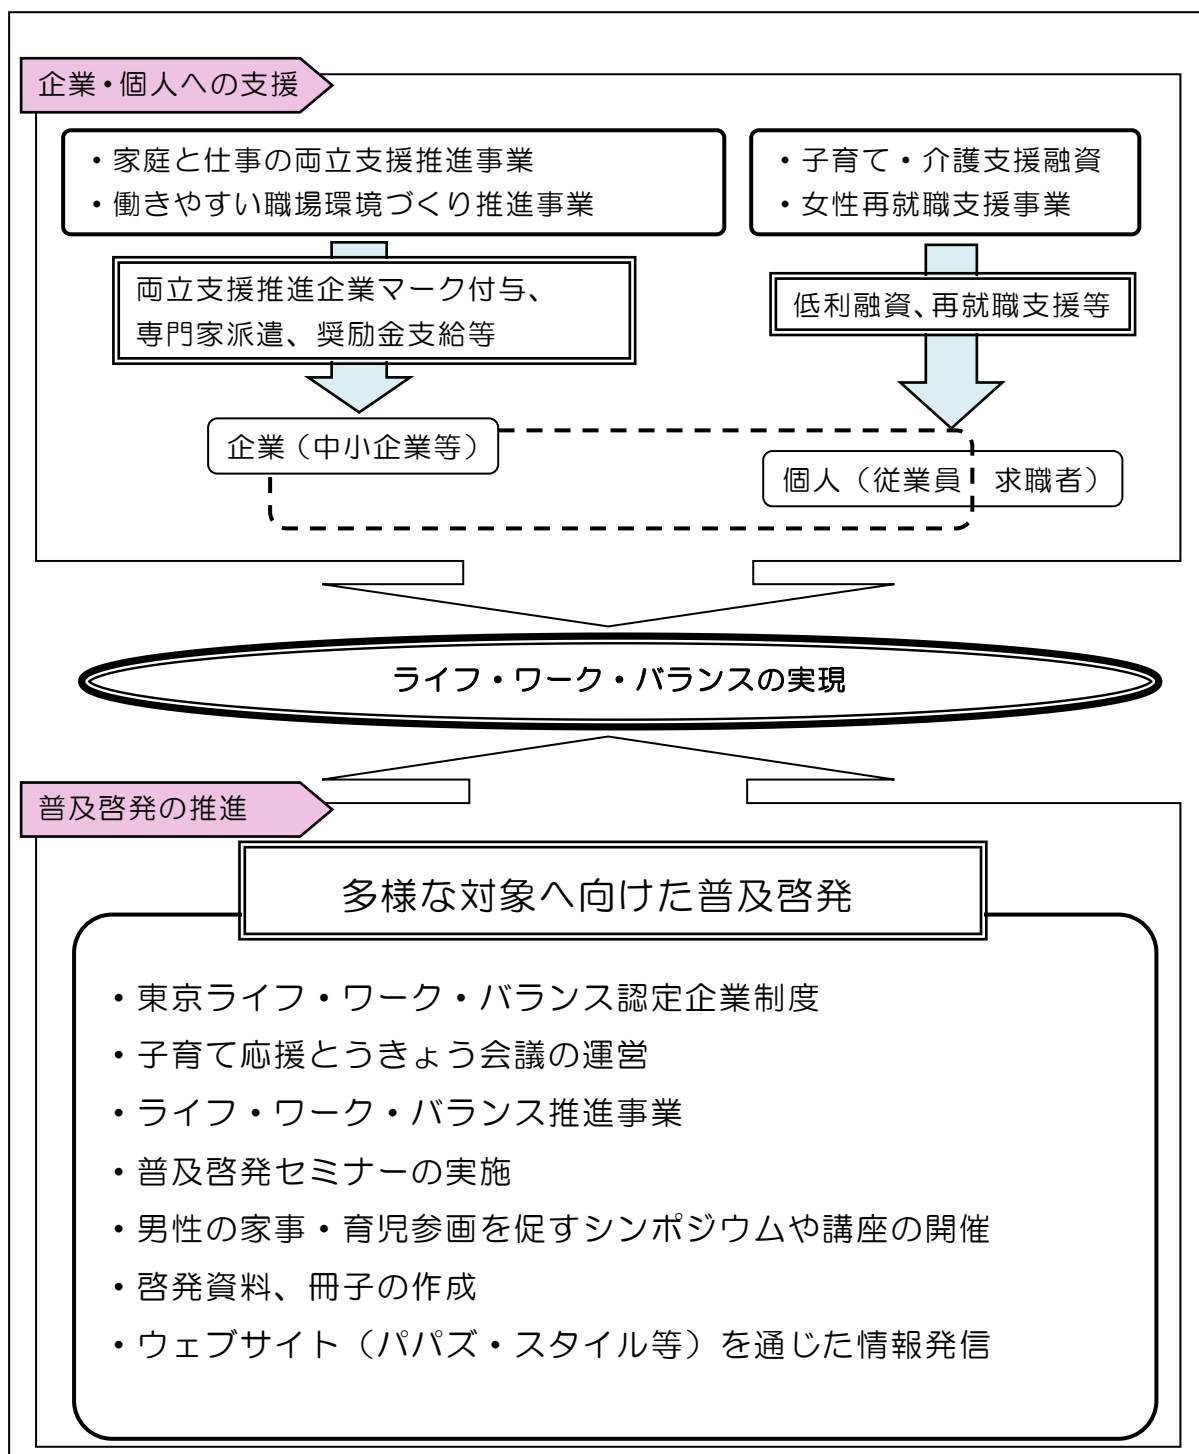 企業・個人への支援
・家庭と仕事の両立支援推進事業
・働きやすい職場環境づくり推進事業
・子育て・介護支援融資
・女性再就職支援事業
両立支援推進企業マーク付与、
専門家派遣、奨励金支給等
低利融資、再就職支援等
企業（中小企業等）
個人（従業員　求職者）
ライフ・ワーク・バランスの実現
普及啓発の推進
多様な対象へ向けた普及啓発
・東京ライフ・ワーク・バランス認定企業制度
・子育て応援とうきょう会議の運営
・ライフ・ワーク・バランス推進事業
・普及啓発セミナーの実施
・男性の家事・育児参画を促すシンポジウムや講座の開催
・啓発資料、冊子の作成
・ウェブサイト（パパズ・スタイル等）を通じた情報発信